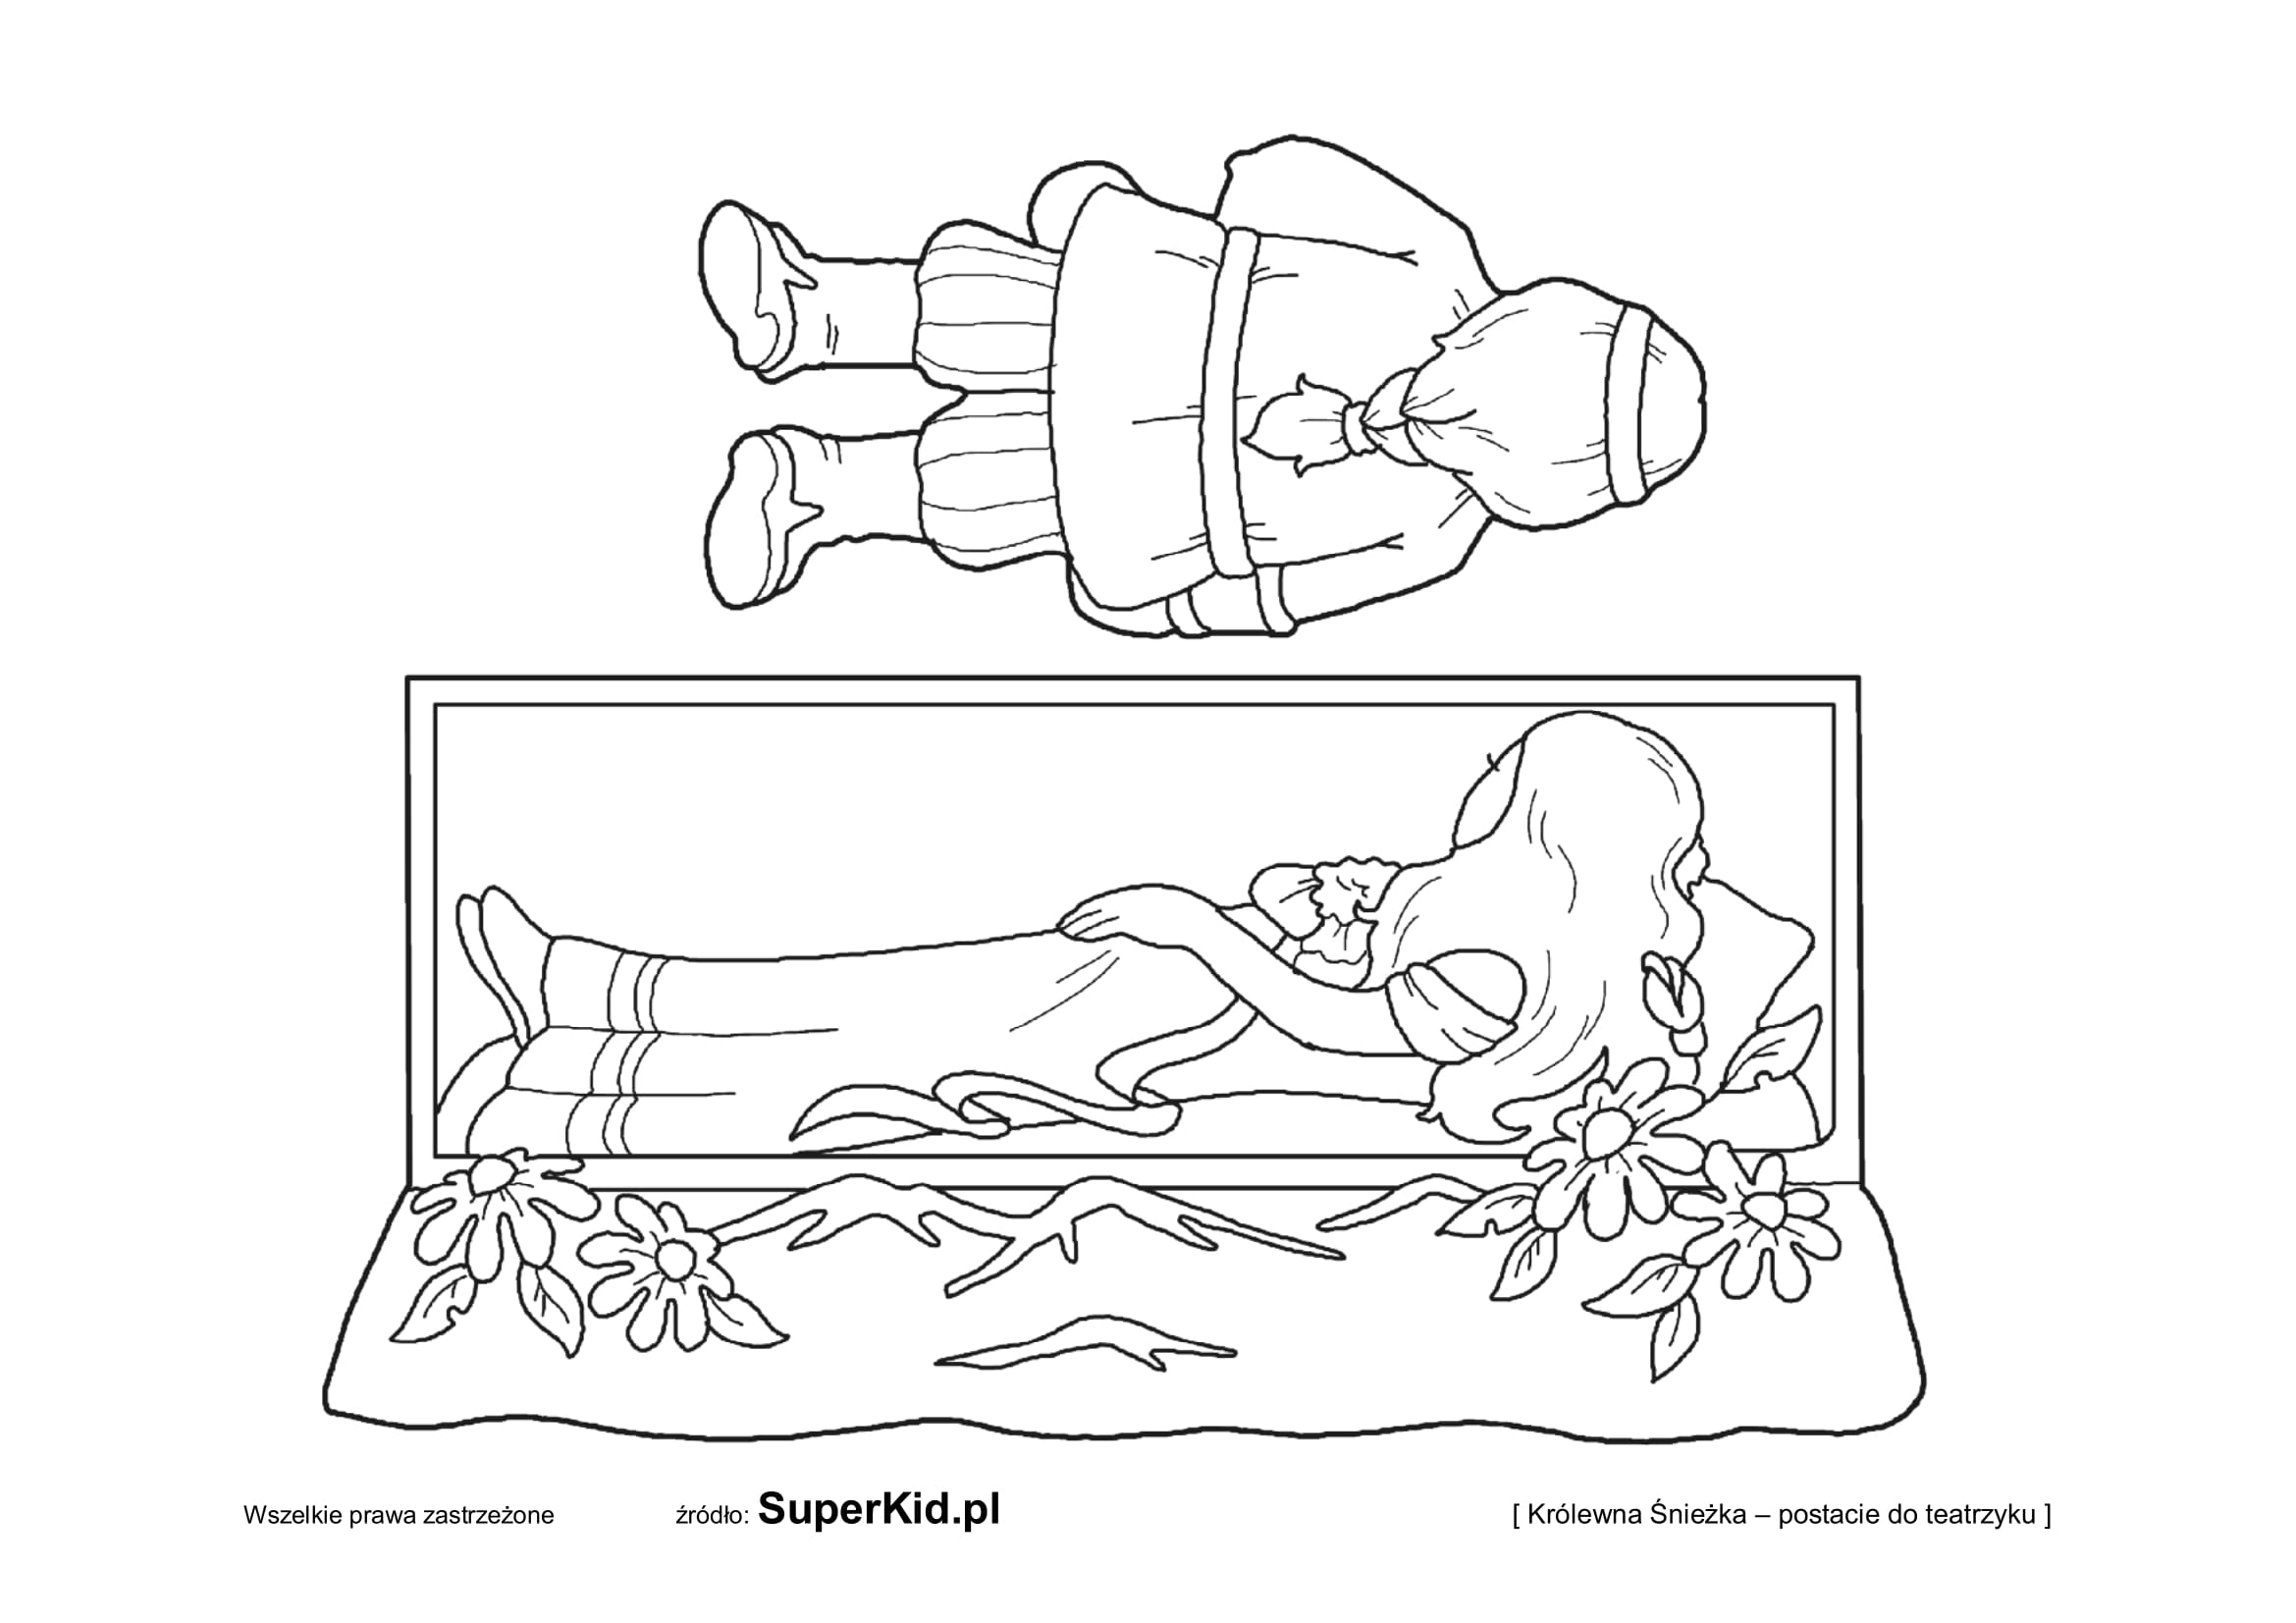 Wszelkie prawa zastrzeżone źródło: SuperKid.pl [ Królewna Śnieżka – postacie do teatrzyku ]